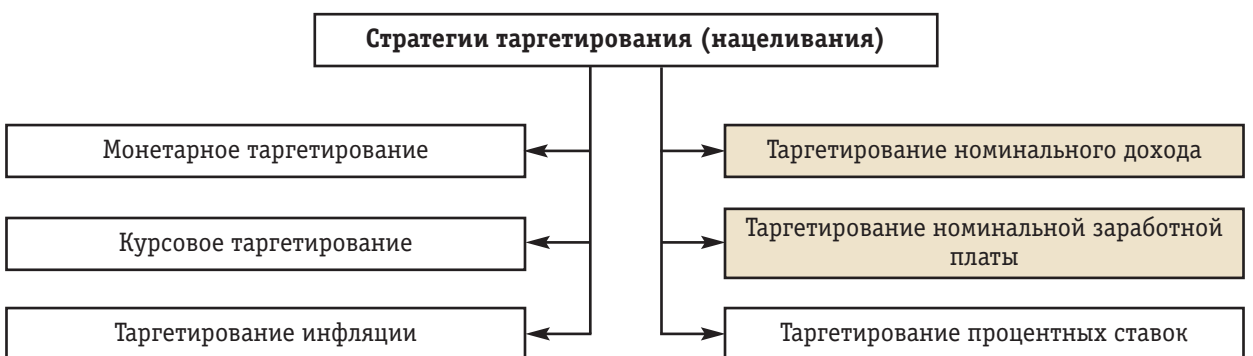 Стратегии таргетирования (нацеливания)
Монетарное таргетирование
Таргетирование номинального дохода
Курсовое таргетирование
Таргетирование номинальной заработной
платы
Таргетирование инфляции
Таргетирование процентных ставок